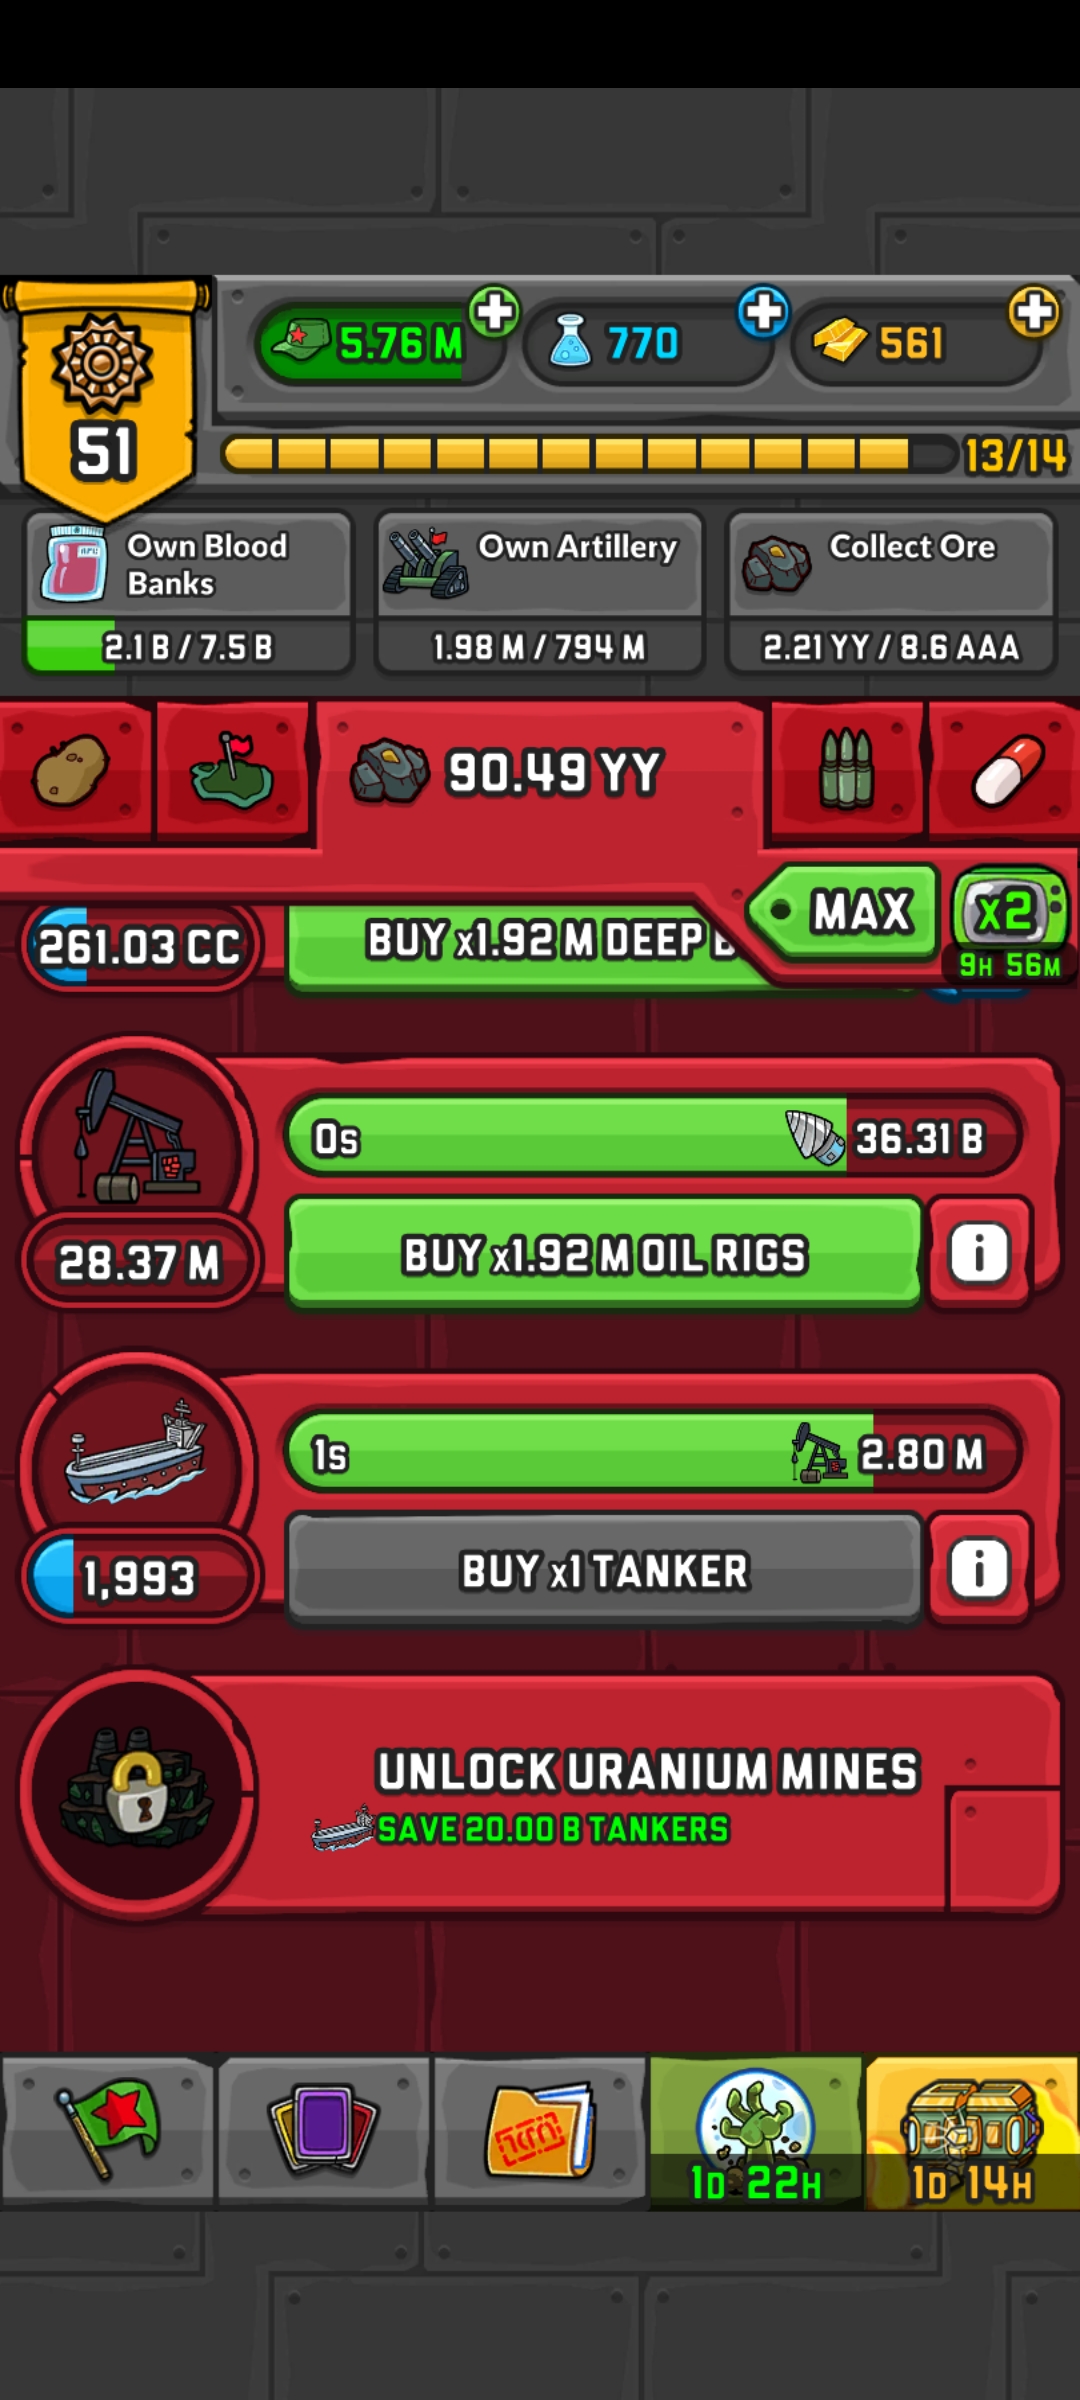 5.76 M
770
561
51
13/14
Own Blood
Banks
2.1 B / 7.5 B
Own Artillery
1.98 M / 794 M
Collect Ore
2.21 YY / 8.6 AAA
90.49 YY
MAX
x2
9H 56M
261.03 CC
BUY x1.92 M DEEP
0s
36.31 B
28.37 M
BUY x1.92 M OIL RIGS
i
1s
2.80 M
1,993
BUY x1 TANKER
i
UNLOCK URANIUM MINES
SAVE 20.00 B TANKERS
1D 22H
1D 14H